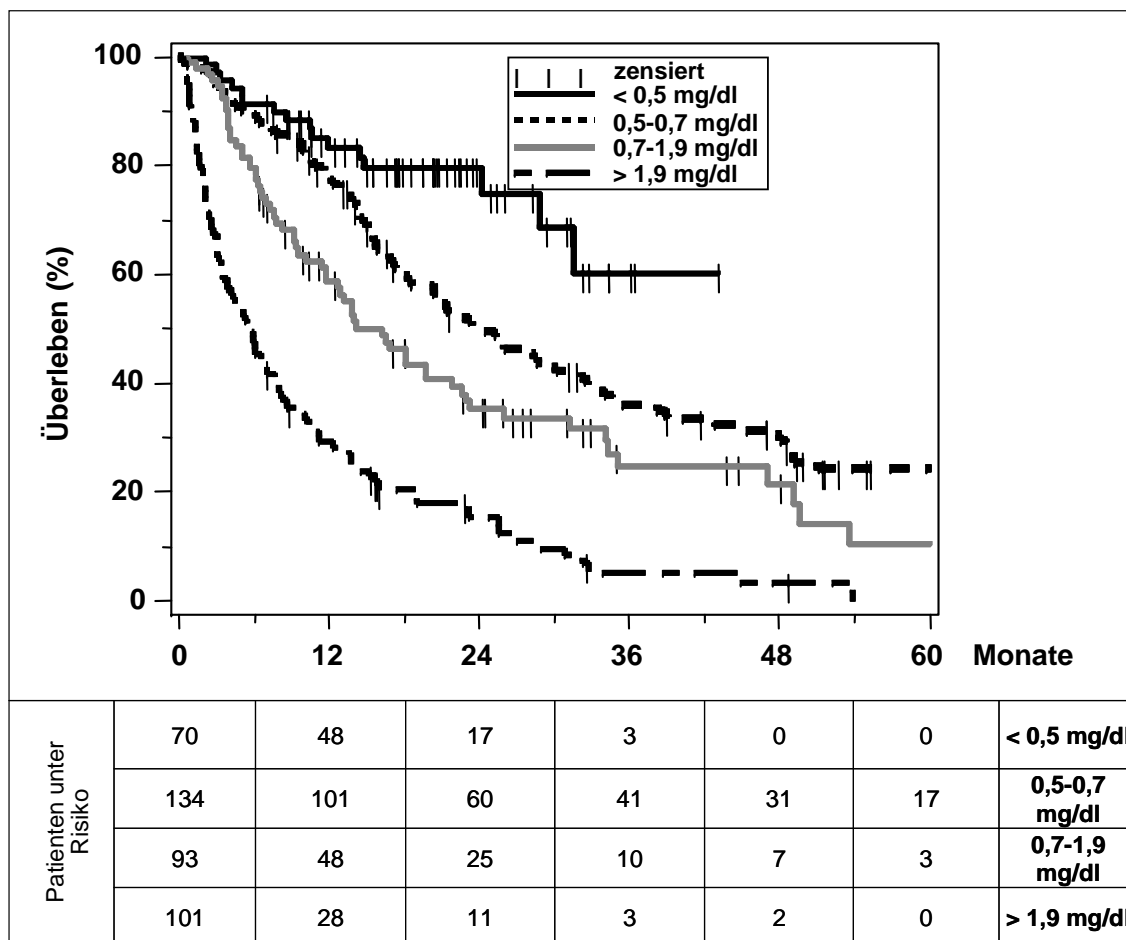 Überleben (%)
100
80
60
40
20
0
zensiert
< 0,5 mg/dl
0,5-0,7 mg/dl
0,7-1,9 mg/dl
> 1,9 mg/dl
0 12 24 36 48 60 Monate
Patienten unter
Risiko
70 48 17 3 0 0 < 0,5 mg/dl
134 101 60 41 31 17 0,5-0,7
mg/dl
93 48 25 10 7 3 0,7-1,9
mg/dl
101 28 11 3 2 0 > 1,9 mg/dl